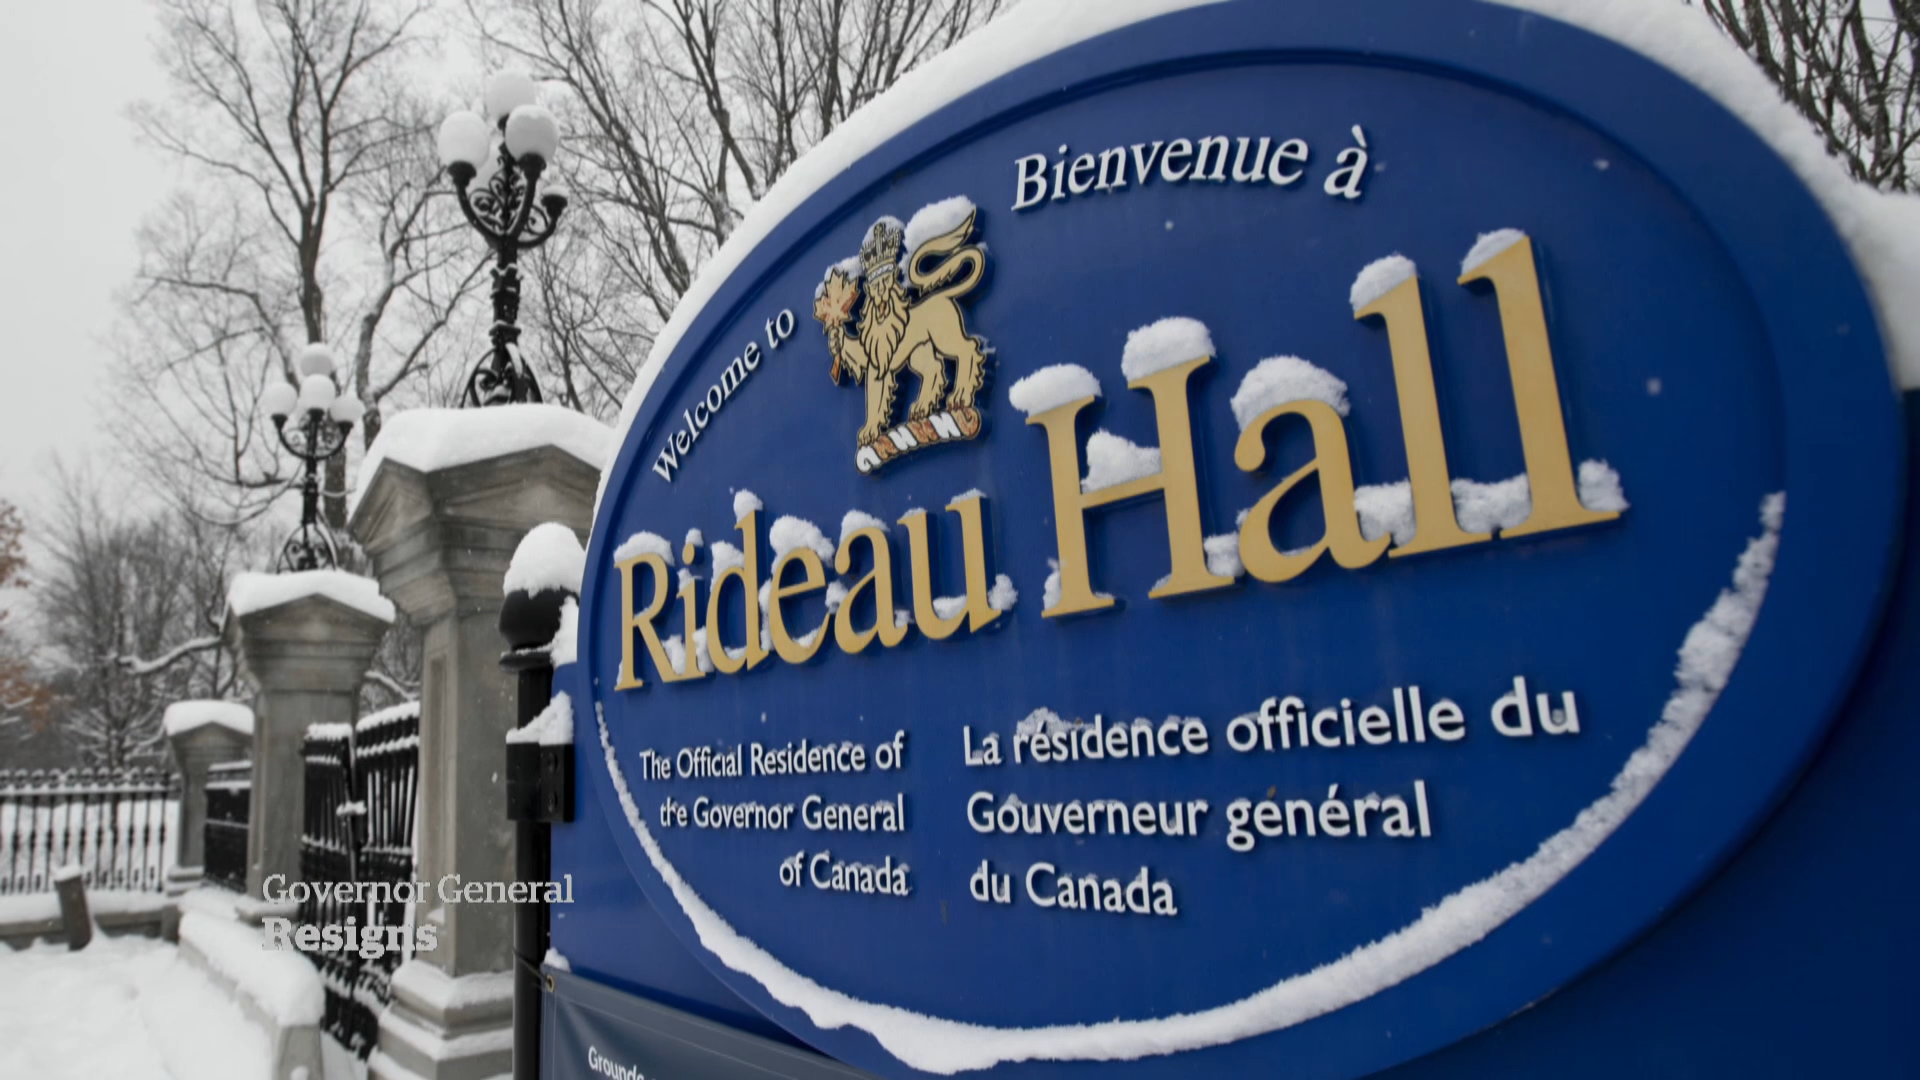 Bienvenue à
Welcome to
Rideau Hall
The Official Residence of
the Governor General
of Canada
La résidence officielle du
Gouverneur général
du Canada
Governor General
Resigns
Grounds